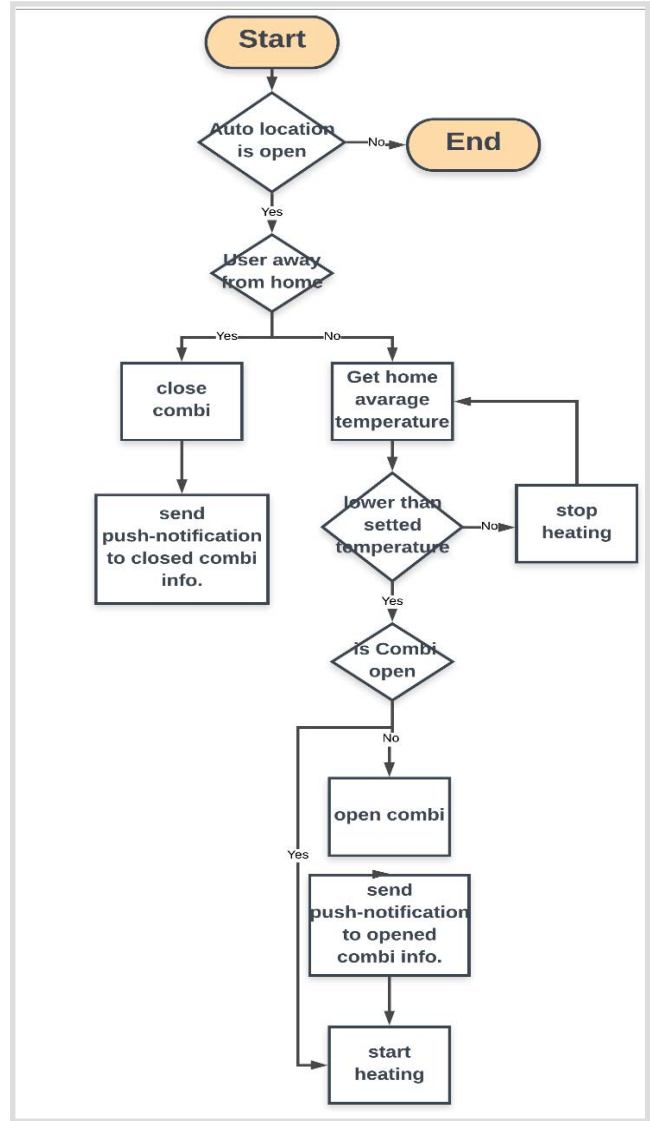 Start
Auto location
is open
No
End
Yes
User away
from home
Yes
No
close
combi
Get home
avarage
temperature
send
push-notification
to closed combi
info.
lower than
setted
temperature
No
stop
heating
Yes
is Combi
open
No
open combi
Yes
send
push-notification
to opened
combi info.
start
heating